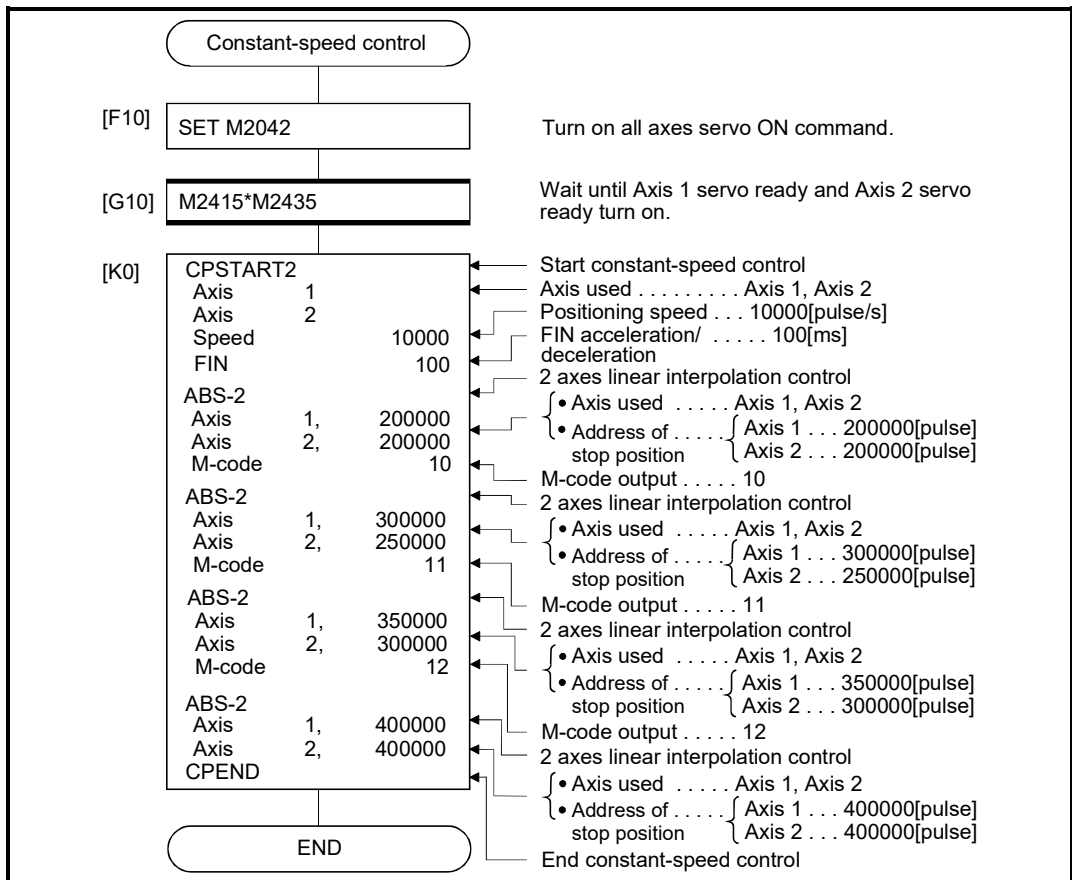 Constant-speed control
[F10] SET M2042 Turn on all axes servo ON command.
[G10] M2415*M2435 Wait until Axis 1 servo ready and Axis 2 servo
ready turn on.
[K0] CPSTART2 Start constant-speed control
Axis 1 Axis used . . . . . . . . . Axis 1, Axis 2
Axis 2 Positioning speed . . . 10000[pulse/s]
Speed 10000 FIN acceleration/ . . . . . 100[ms]
FIN 100 deceleration
2 axes linear interpolation control
ABS-2
Axis 1, 200000 • Axis used . . . . . Axis 1, Axis 2
Axis 2, 200000 • Address of . . . . . Axis 1 . . . 200000[pulse]
stop position Axis 2 . . . 200000[pulse]
M-code 10 M-code output . . . . . 10
ABS-2 2 axes linear interpolation control
Axis 1, 300000 • Axis used . . . . . Axis 1, Axis 2
Axis 2, 250000 • Address of . . . . . Axis 1 . . . 300000[pulse]
stop position Axis 2 . . . 250000[pulse]
M-code 11 M-code output . . . . . 11
ABS-2 2 axes linear interpolation control
Axis 1, 350000 • Axis used . . . . . Axis 1, Axis 2
Axis 2, 300000 • Address of . . . . . Axis 1 . . . 350000[pulse]
stop position Axis 2 . . . 300000[pulse]
M-code 12 M-code output . . . . . 12
ABS-2 2 axes linear interpolation control
Axis 1, 400000 • Axis used . . . . . Axis 1, Axis 2
Axis 2, 400000 • Address of . . . . . Axis 1 . . . 400000[pulse]
stop position Axis 2 . . . 400000[pulse]
CPEND End constant-speed control
END